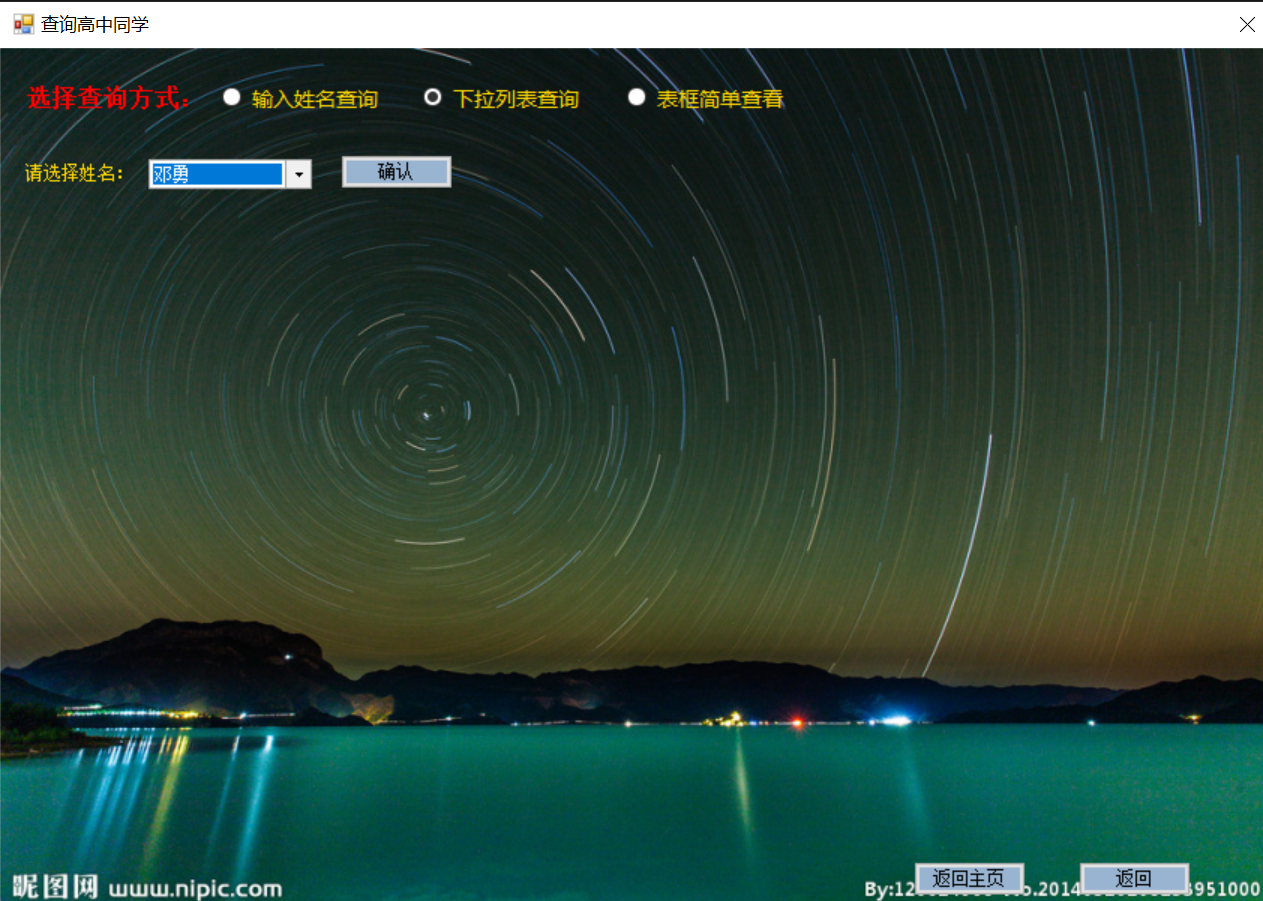 查询高中同学
选择查询方式： 输入姓名查询 下拉列表查询 表框简单查看
请选择姓名： 邓勇 确认
返回主页 返回
昵图网 www.nipic.com